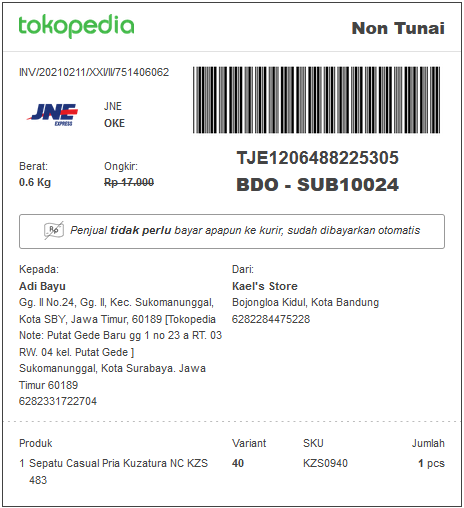 tokopedia
Non Tunai
INV/20210211/XXI/II/751406062
JNE
EXPRESS
JNE
OKE
Berat:
0.6 Kg
Ongkir:
Rp 17.000
TJE1206488225305
BDO - SUB10024
Rp
Penjual tidak perlu bayar apapun ke kurir, sudah dibayarkan otomatis
Kepada:
Adi Bayu
Gg. II No.24, Gg. II, Kec. Sukomanunggal,
Kota SBY, Jawa Timur, 60189 [Tokopedia
Note: Putat Gede Baru gg 1 no 23 a RT. 03
RW. 04 kel. Putat Gede ]
Sukomanunggal, Kota Surabaya. Jawa
Timur 60189
6282331722704
Dari:
Kael's Store
Bojongloa Kidul, Kota Bandung
6282284475228
Produk Variant SKU Jumlah
1 Sepatu Casual Pria Kuzatura NC KZS 40 KZS0940 1 pcs
483